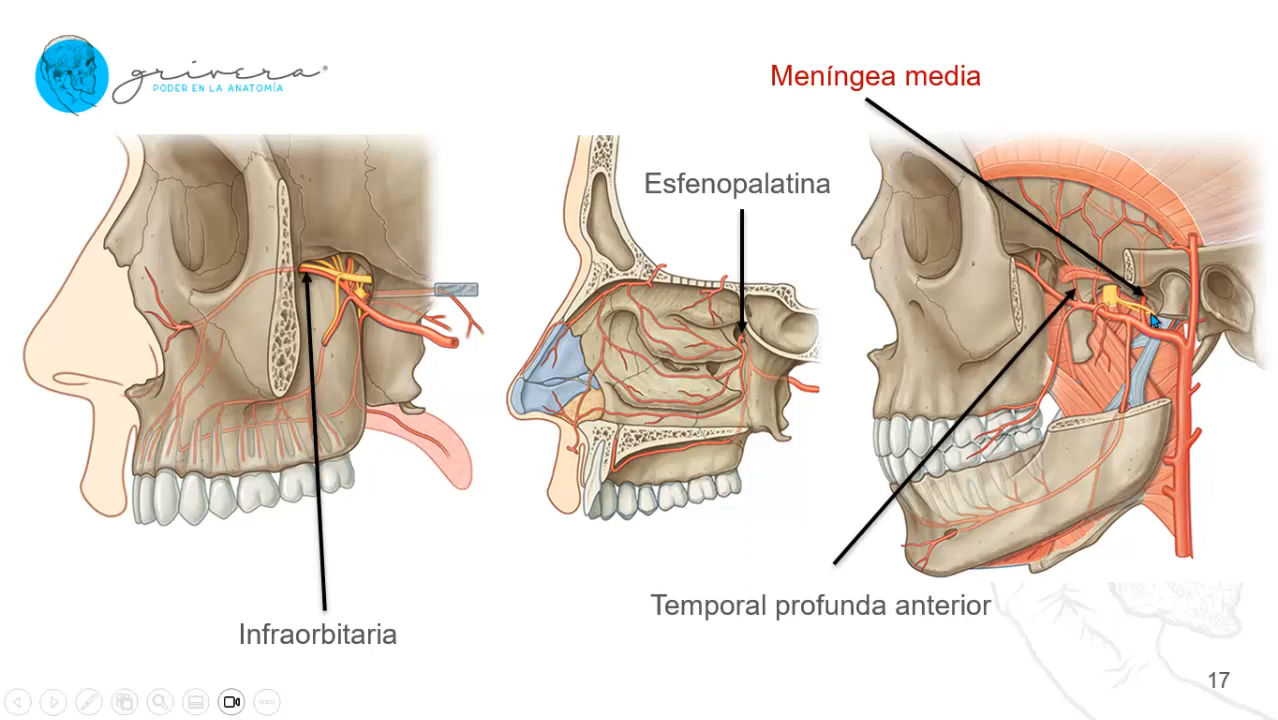 grivera
PODER EN LA ANATOMÍA
Meníngea media
Esfenopalatina
Temporal profunda anterior
Infraorbitaria
17